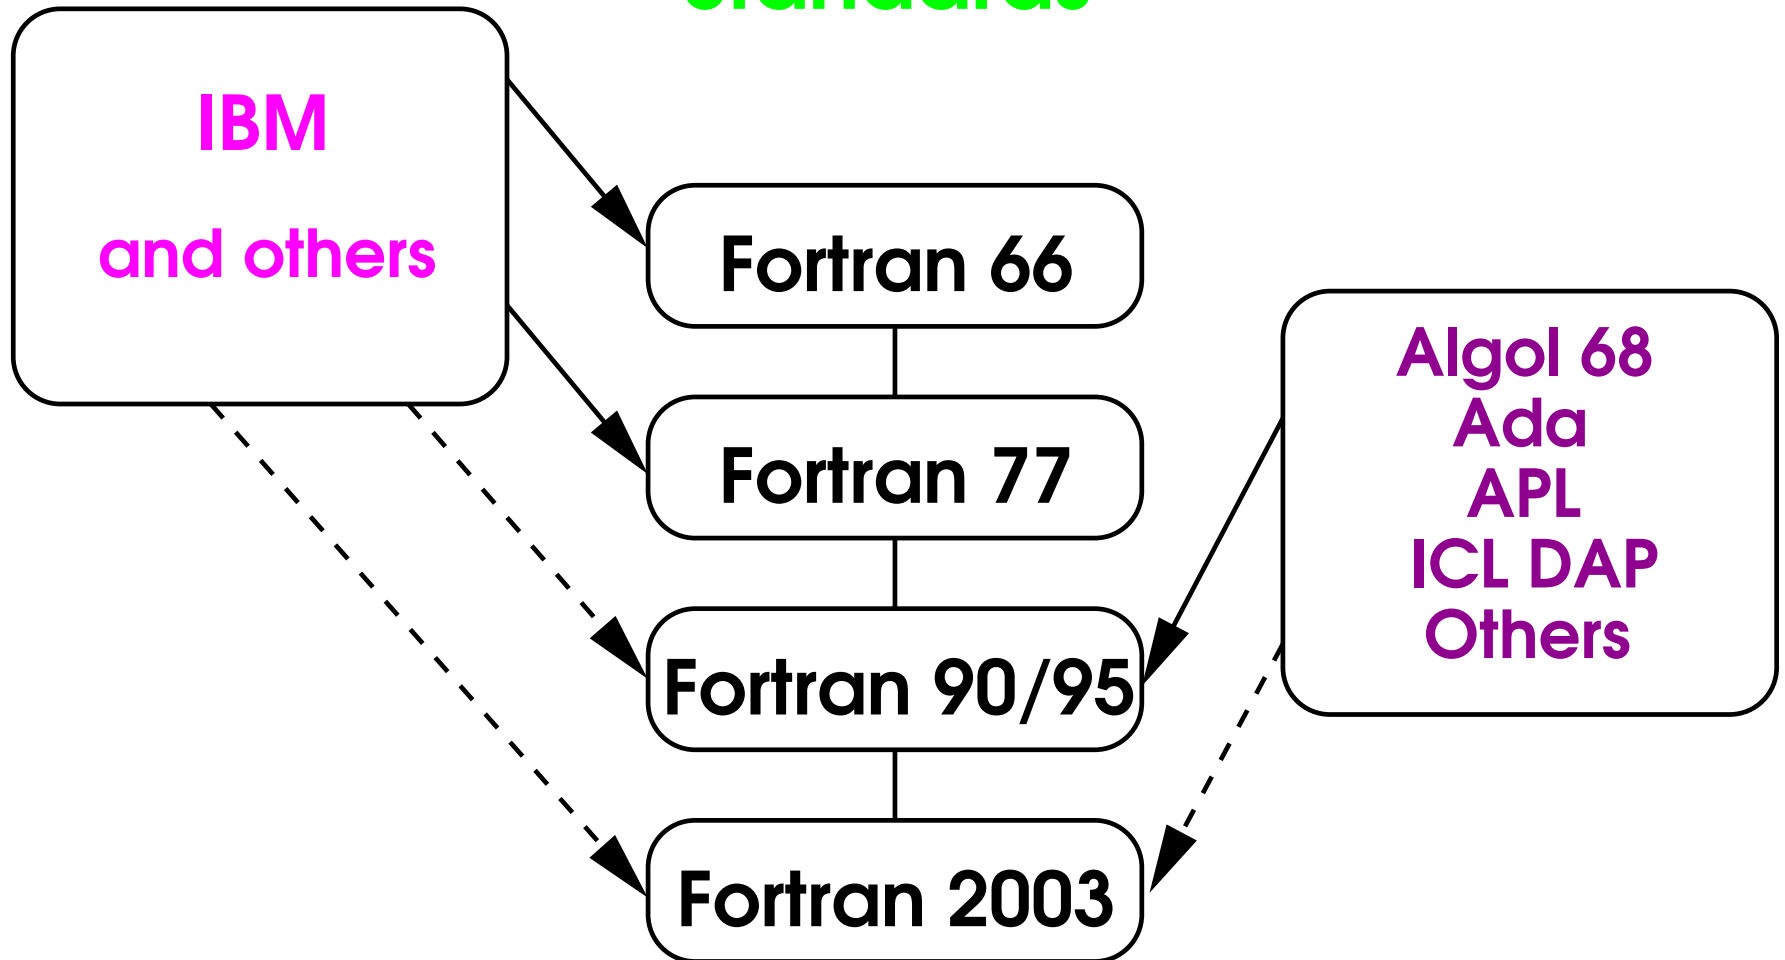 standards
IBM
and others
Fortran 66
Fortran 77
Fortran 90/95
Fortran 2003
Algol 68
Ada
APL
ICL DAP
Others